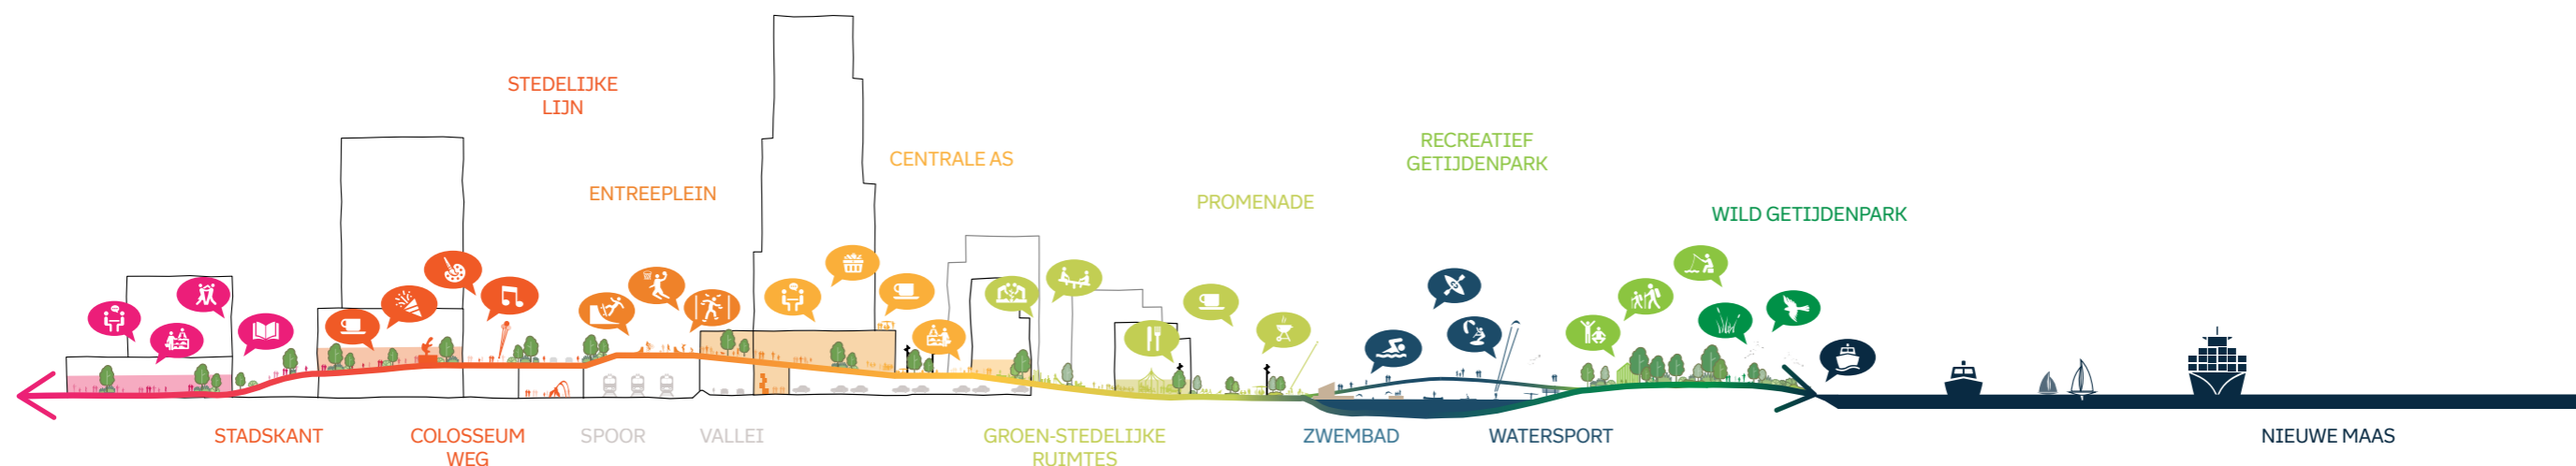 STEDELIJKE
LIJN
ENTREEPLEIN
CENTRALE AS
PROMENADE
RECREATIEF
GETIJDENPARK
WILD GETIJDENPARK
STADSKANT
COLOSSEUM
WEG
SPOOR
VALLEI
GROEN-STEDELIJKE
RUIMTES
ZWEMBAD
WATERSPORT
NIEUWE MAAS